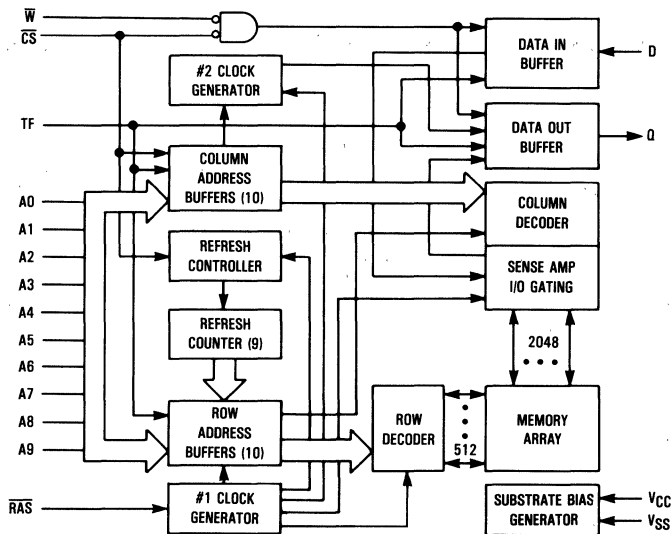 W̅
C̅S̅
#2 CLOCK
GENERATOR
DATA IN
BUFFER
D
TF
DATA OUT
BUFFER
Q
COLUMN
ADDRESS
BUFFERS (10)
A0
A1
A2
A3
A4
A5
A6
A7
A8
A9
COLUMN
DECODER
REFRESH
CONTROLLER
SENSE AMP
I/O GATING
REFRESH
COUNTER (9)
2048
• • •
ROW
ADDRESS
BUFFERS (10)
ROW
DECODER
512
MEMORY
ARRAY
R̅A̅S̅
#1 CLOCK
GENERATOR
SUBSTRATE BIAS
GENERATOR
VCC
VSS